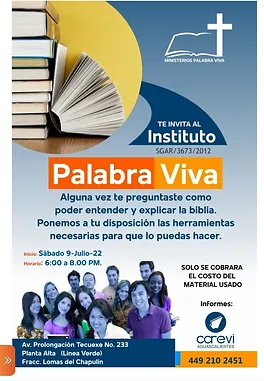 MINISTERIOS PALABRA VIVA
TE INVITA AL
Instituto
SGAR/3673/2012
Palabra Viva
Alguna vez te preguntaste como
poder entender y explicar la biblia.
Ponemos a tu disposición las herramientas
necesarias para que lo puedas hacer.
Inicio: Sábado 9-Julio-22
Horario: 6:00 a 8.00 PM.
SOLO SE COBRARA
EL COSTO DEL
MATERIAL USADO
Informes:
carevi
AGUASCALIENTES
Av. Prolongación Tecuexe No. 233
Planta Alta (Linea Verde)
Fracc. Lomas del Chapulin
449 210 2451